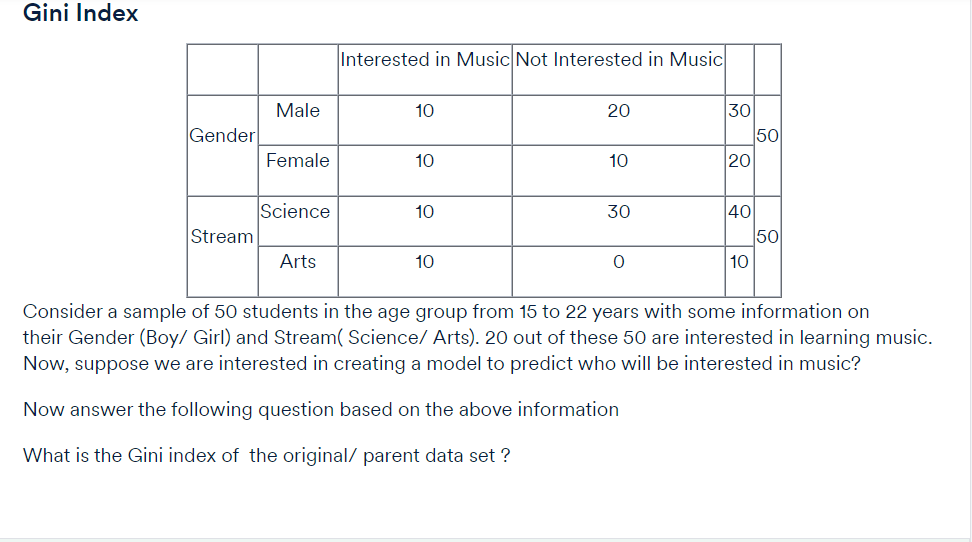 Gini Index
Interested in Music Not Interested in Music
Male 10 20 30
Gender 50
Female 10 10 20
Science 10 30 40
Stream 50
Arts 10 0 10
Consider a sample of 50 students in the age group from 15 to 22 years with some information on
their Gender (Boy/ Girl) and Stream( Science/ Arts). 20 out of these 50 are interested in learning music.
Now, suppose we are interested in creating a model to predict who will be interested in music?
Now answer the following question based on the above information
What is the Gini index of the original/ parent data set ?